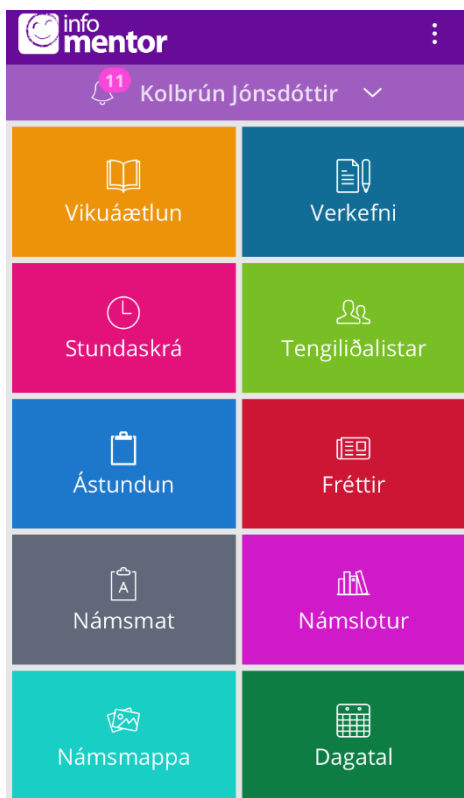 info
mentor
11
Kolbrún Jónsdóttir
Vikuáætlun
Verkefni
Stundaskrá
Tengiliðalistar
Ástundun
Fréttir
A
Námsmat
Námslotur
Námsmappa
Dagatal